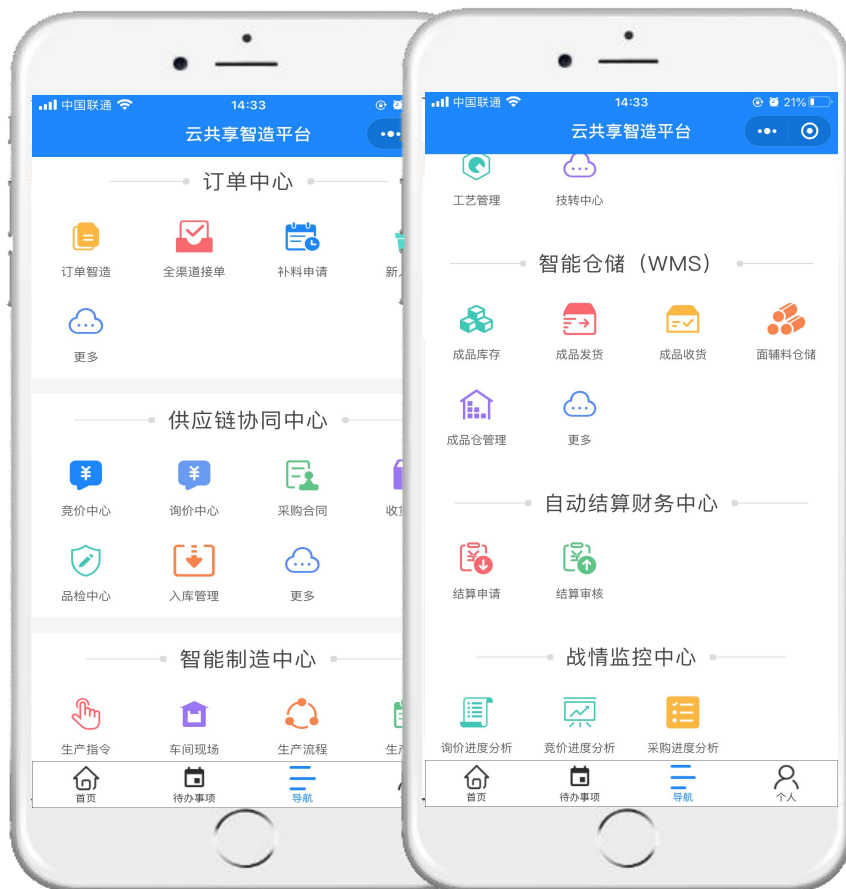 中国联通
14:33
云共享智造平台
订单中心
订单智造
全渠道接单
补料申请
更多
供应链协同中心
竞价中心
询价中心
采购合同
品检中心
入库管理
更多
智能制造中心
生产指令
车间现场
生产流程
首页
待办事项
导航
中国联通
14:33
21%
云共享智造平台
工艺管理
技转中心
智能仓储（WMS）
成品库存
成品发货
成品收货
面辅料仓储
成品仓管理
更多
自动结算财务中心
结算申请
结算审核
战情监控中心
询价进度分析
竞价进度分析
采购进度分析
首页
待办事项
导航
个人